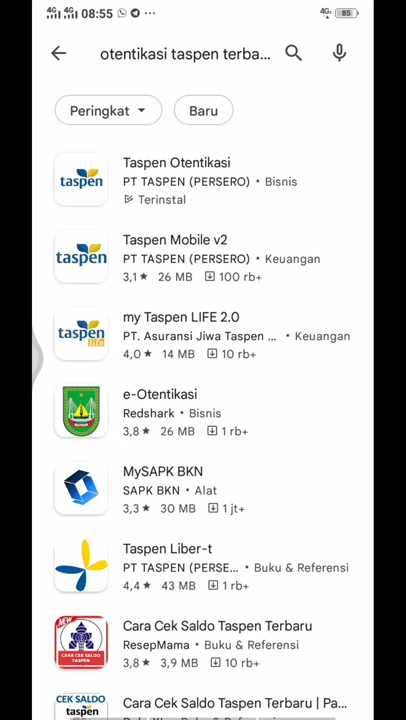 4G 4G 08:55 ... 4G 85
otentikasi taspen terba...
Peringkat Baru
taspen
Taspen Otentikasi
PT TASPEN (PERSERO) • Bisnis
Terinstal
taspen
Taspen Mobile v2
PT TASPEN (PERSERO) • Keuangan
3,1★ 26 MB 100 rb+
taspen
life
my Taspen LIFE 2.0
PT. Asuransi Jiwa Taspen ... • Keuangan
4,0★ 14 MB 10 rb+
e-Otentikasi
Redshark • Bisnis
3,8★ 26 MB 1 rb+
MySAPK BKN
SAPK BKN • Alat
3,3★ 30 MB 1 jt+
Taspen Liber-t
PT TASPEN (PERSE... • Buku & Referensi
4,4★ 43 MB 1 rb+
NEW
CARA CEK SALDO
TASPEN
Cara Cek Saldo Taspen Terbaru
ResepMama • Buku & Referensi
3,8★ 3,9 MB 10 rb+
CEK SALDO
taspen
Cara Cek Saldo Taspen Terbaru | Pa...